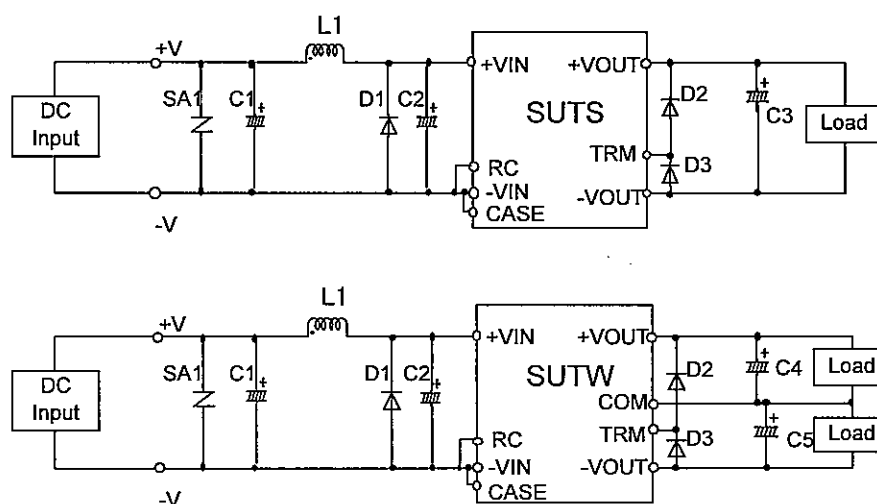 L1
+V
+VIN
+VOUT
SA1
C1
+
D1
C2
+
D2
+
C3
DC
Input
SUTS
Load
TRM
D3
RC
-VIN
-VOUT
CASE
-V
L1
+V
+VIN
+VOUT
SA1
C1
+
D1
C2
+
D2
+
C4
Load
DC
Input
SUTW
COM
TRM
D3
+
C5
Load
RC
-VIN
-VOUT
CASE
-V